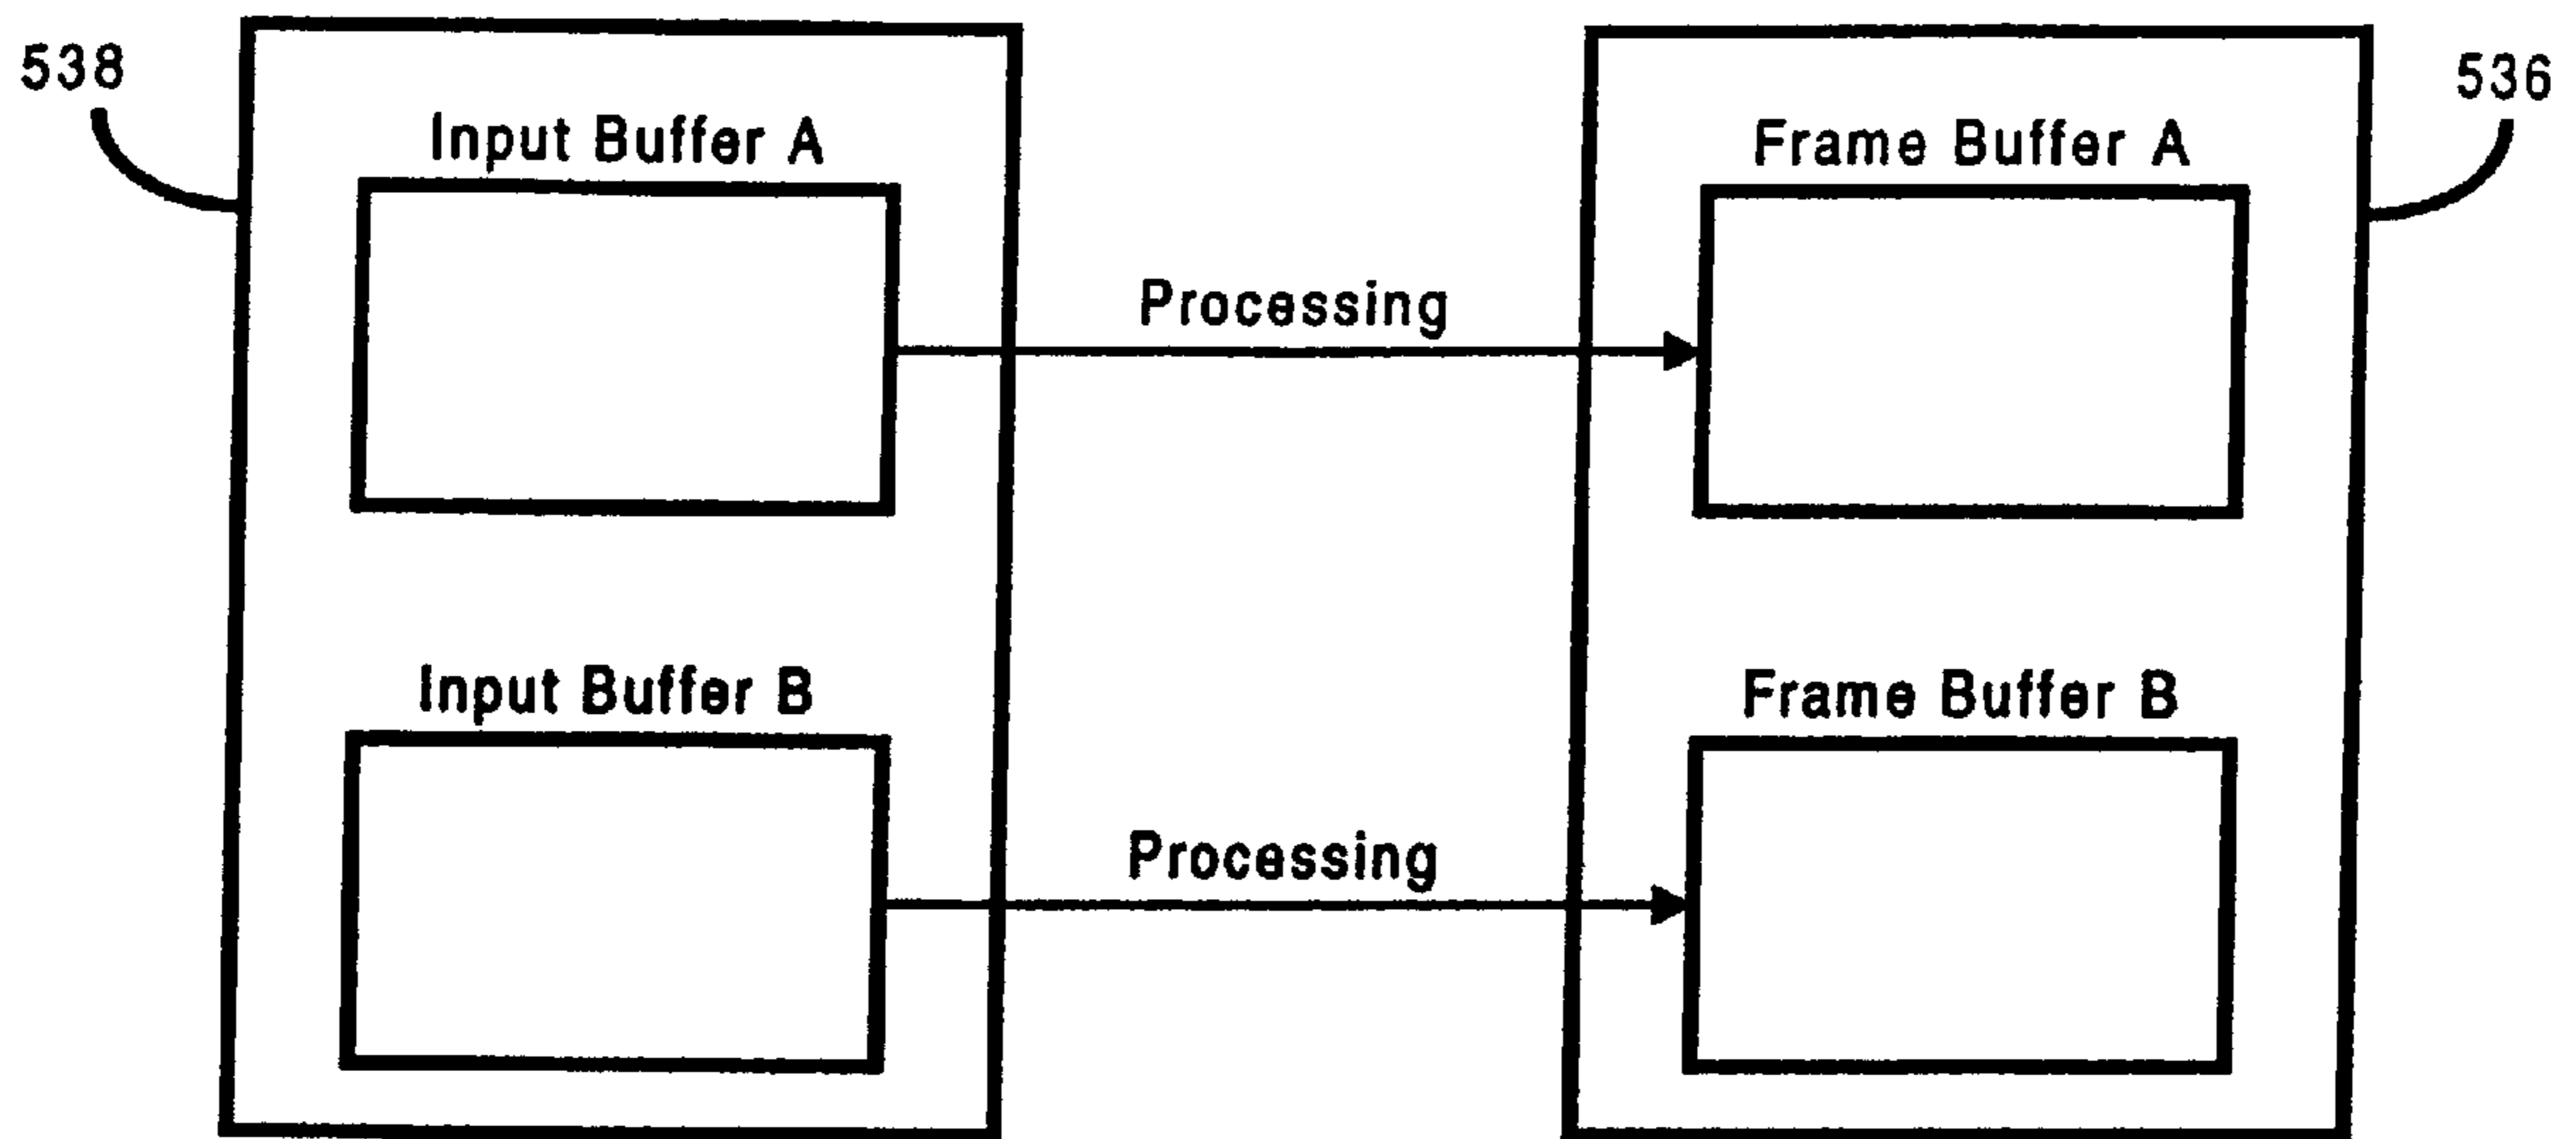 538
536
Input Buffer A
Frame Buffer A
Processing
Input Buffer B
Frame Buffer B
Processing